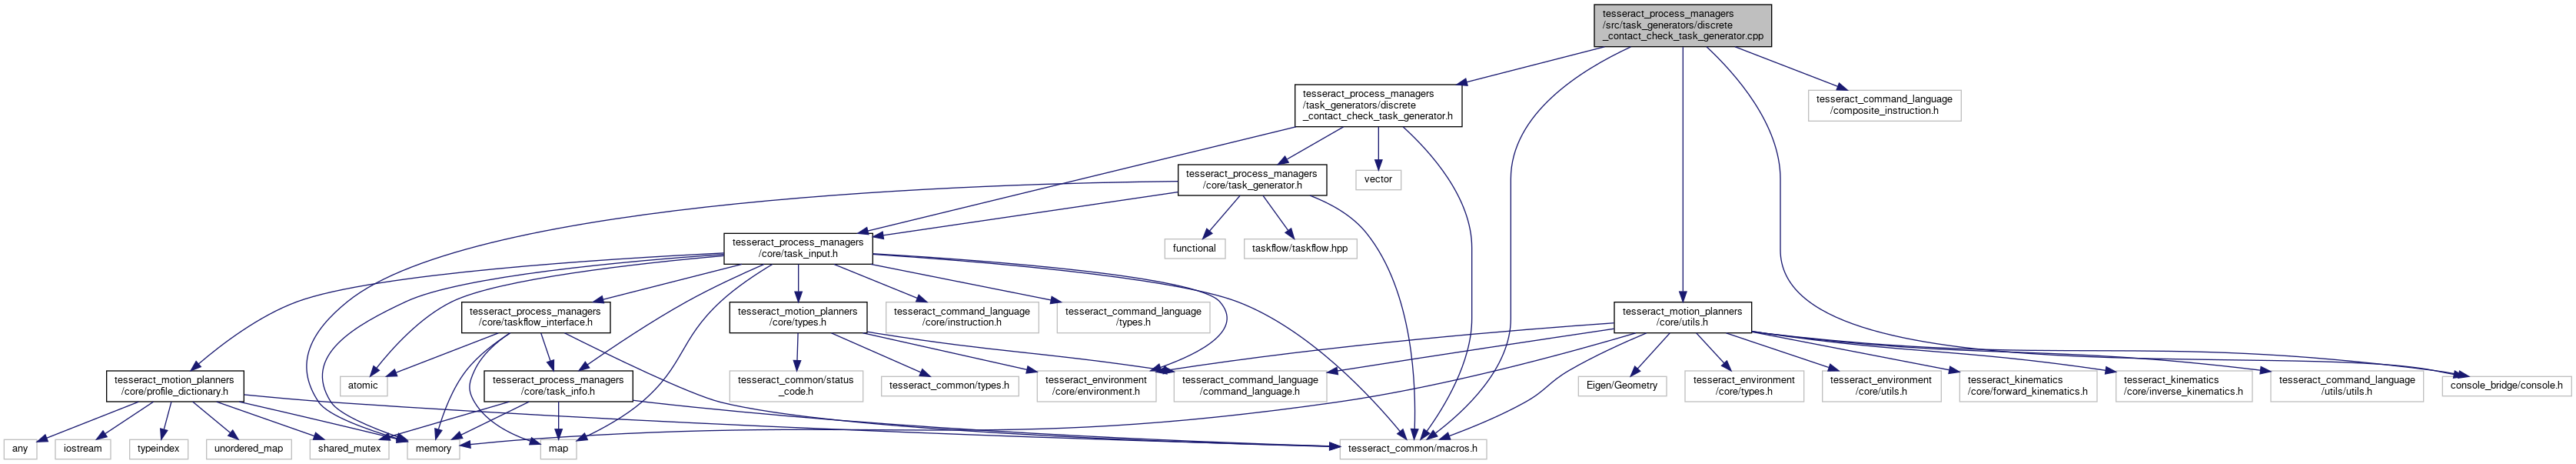 tesseract_process_managers
/src/task_generators/discrete
_contact_check_task_generator.cpp
tesseract_process_managers
/task_generators/discrete
_contact_check_task_generator.h
tesseract_command_language
/composite_instruction.h
tesseract_process_managers
/core/task_generator.h
vector
tesseract_process_managers
/core/task_input.h
functional
taskflow/taskflow.hpp
tesseract_process_managers
/core/taskflow_interface.h
tesseract_motion_planners
/core/types.h
tesseract_command_language
/core/instruction.h
tesseract_command_language
/types.h
tesseract_motion_planners
/core/utils.h
tesseract_motion_planners
/core/profile_dictionary.h
atomic
tesseract_process_managers
/core/task_info.h
tesseract_common/status
_code.h
tesseract_common/types.h
tesseract_environment
/core/environment.h
tesseract_command_language
/command_language.h
Eigen/Geometry
tesseract_environment
/core/types.h
tesseract_environment
/core/utils.h
tesseract_kinematics
/core/forward_kinematics.h
tesseract_kinematics
/core/inverse_kinematics.h
tesseract_command_language
/utils/utils.h
console_bridge/console.h
any
iostream
typeindex
unordered_map
shared_mutex
memory
map
tesseract_common/macros.h